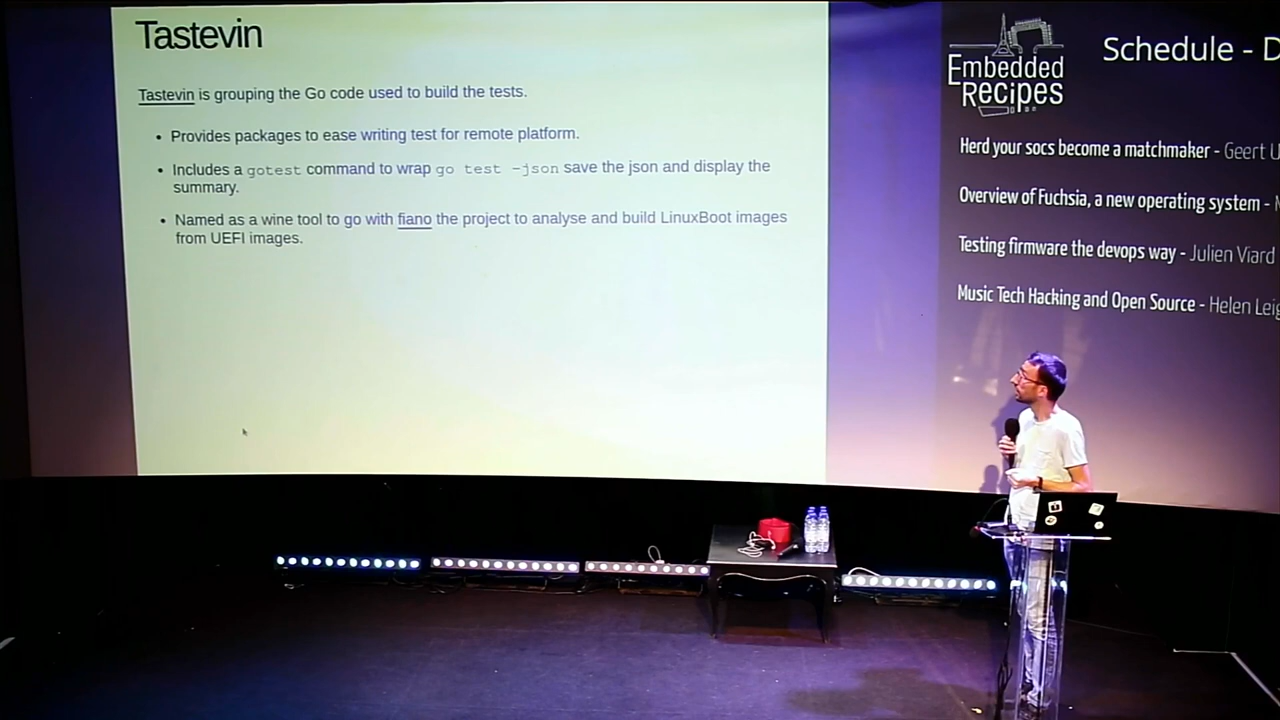 Tastevin
Tastevin is grouping the Go code used to build the tests.
• Provides packages to ease writing test for remote platform.
• Includes a gotest command to wrap go test -json save the json and display the
summary.
• Named as a wine tool to go with fiano the project to analyse and build LinuxBoot images
from UEFI images.
Embedded
Recipes
Schedule - D
Herd your socs become a matchmaker - Geert U
Overview of Fuchsia, a new operating system -
Testing firmware the devops way - Julien Viard
Music Tech Hacking and Open Source - Helen Leig